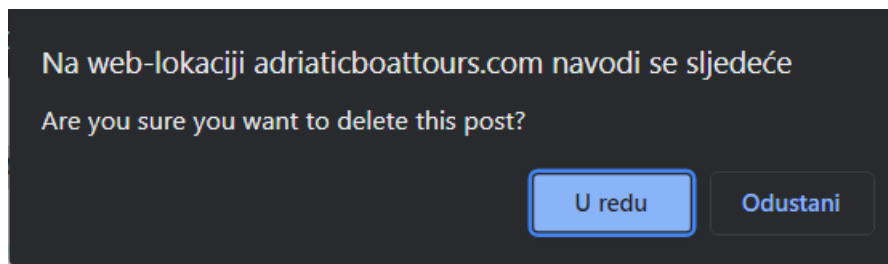 Na web-lokaciji adriaticboattours.com navodi se sljedeće
Are you sure you want to delete this post?
U redu
Odustani